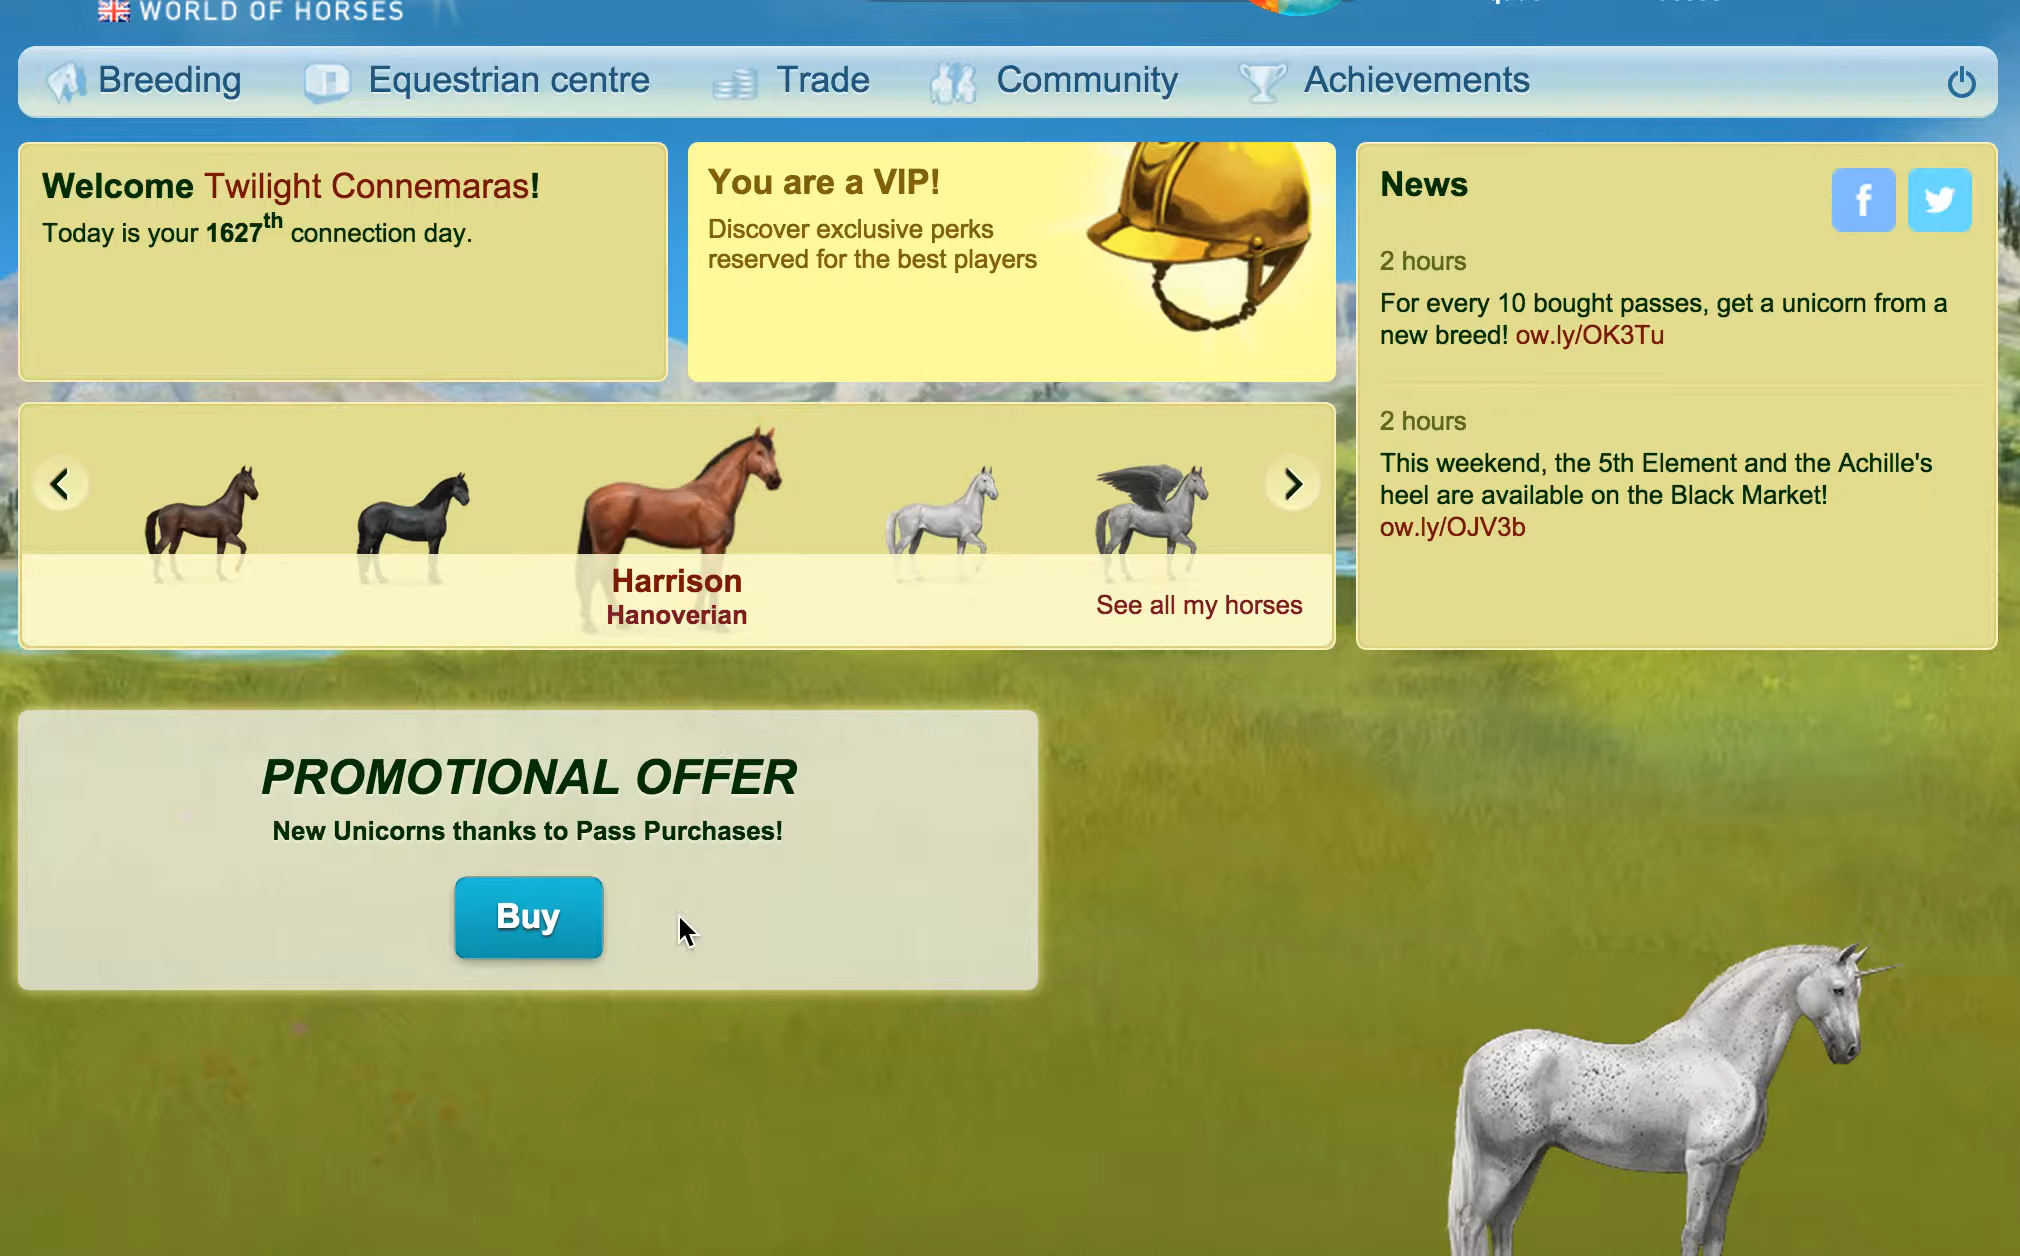 WORLD OF HORSES
Breeding
Equestrian centre
Trade
Community
Achievements
Welcome Twilight Connemaras!
Today is your 1627th connection day.
You are a VIP!
Discover exclusive perks
reserved for the best players
News
2 hours
For every 10 bought passes, get a unicorn from a
new breed! ow.ly/OK3Tu
2 hours
This weekend, the 5th Element and the Achille's
heel are available on the Black Market!
ow.ly/OJV3b
Harrison
Hanoverian
See all my horses
PROMOTIONAL OFFER
New Unicorns thanks to Pass Purchases!
Buy